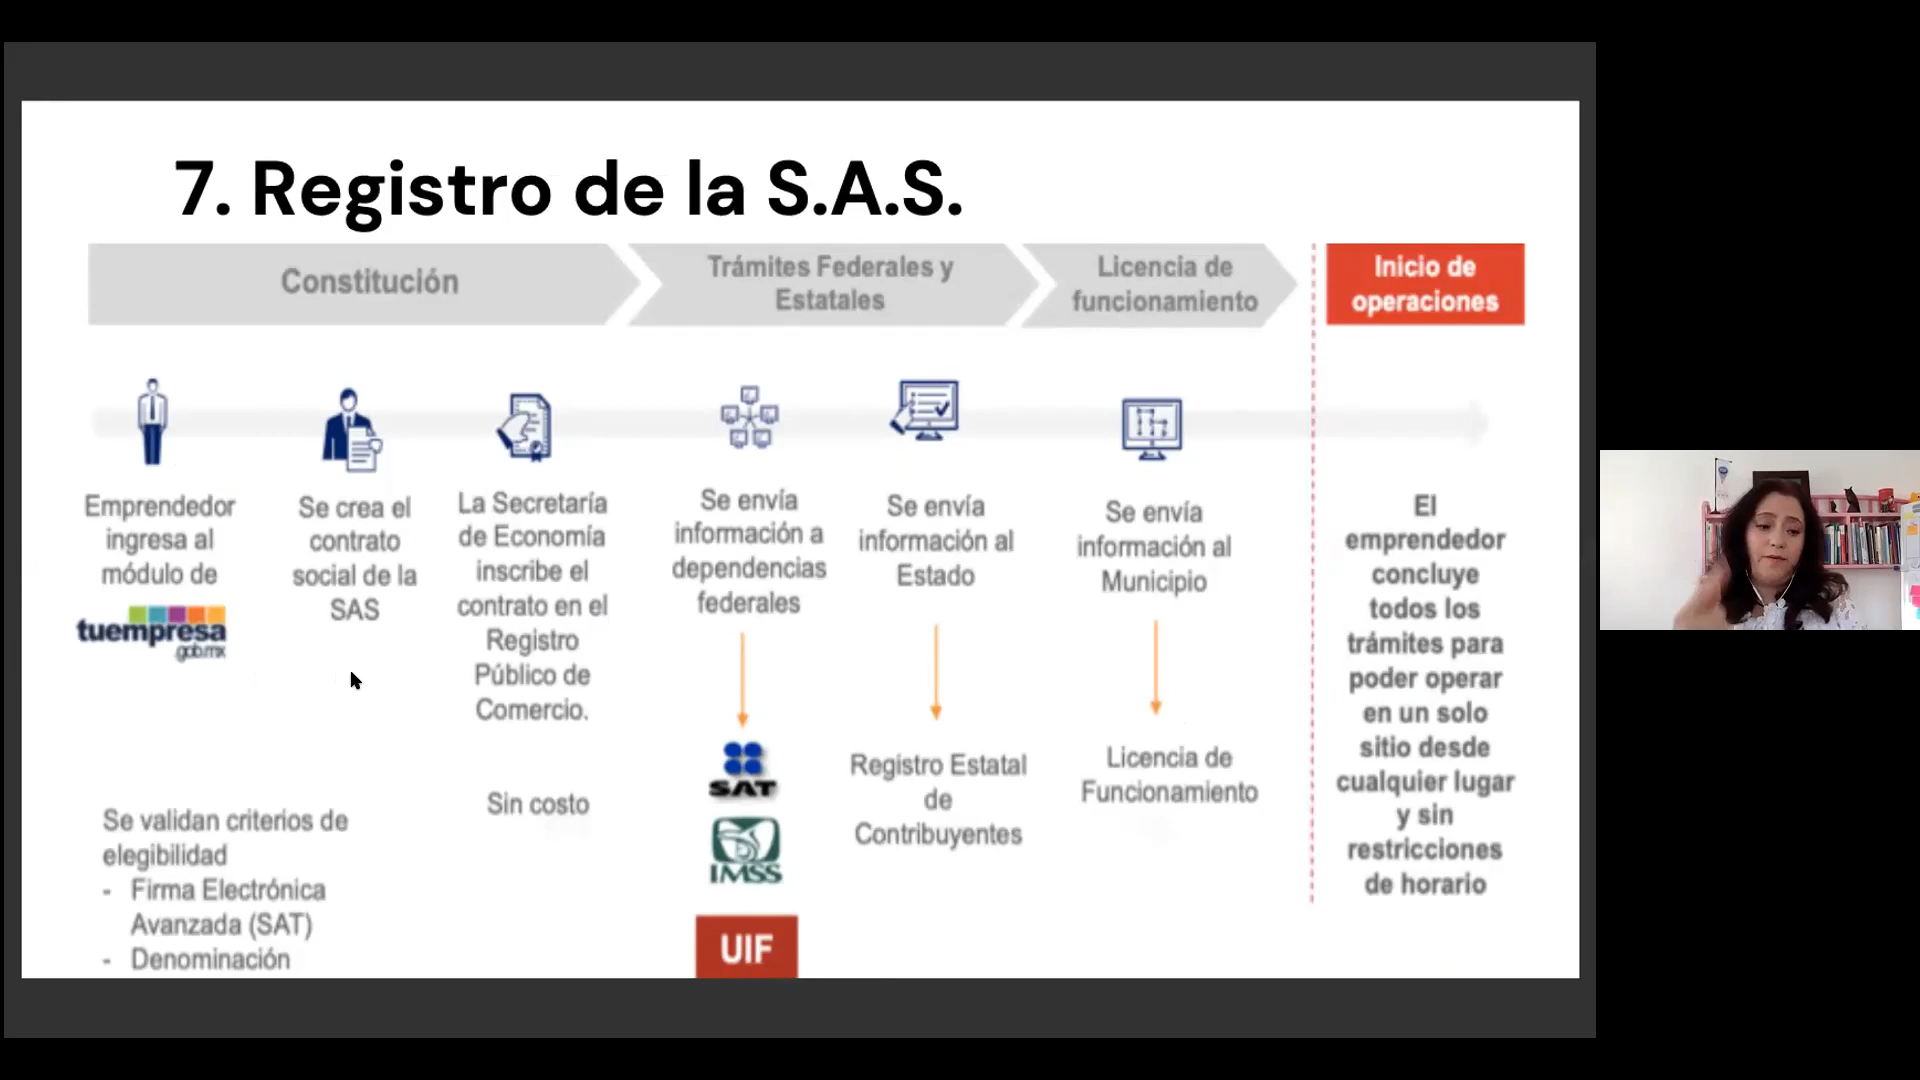 7. Registro de la S.A.S.
Constitución
Trámites Federales y
Estatales
Licencia de
funcionamiento
Inicio de
operaciones
Emprendedor
ingresa al
módulo de
tuempresa
.gob.mx
Se crea el
contrato
social de la
SAS
La Secretaría
de Economía
inscribe el
contrato en el
Registro
Público de
Comercio.
Sin costo
Se envía
información a
dependencias
federales
SAT
IMSS
UIF
Se envía
información al
Estado
Registro Estatal
de
Contribuyentes
Se envía
información al
Municipio
Licencia de
Funcionamiento
El
emprendedor
concluye
todos los
trámites para
poder operar
en un solo
sitio desde
cualquier lugar
y sin
restricciones
de horario
Se validan criterios de
elegibilidad
- Firma Electrónica
Avanzada (SAT)
- Denominación